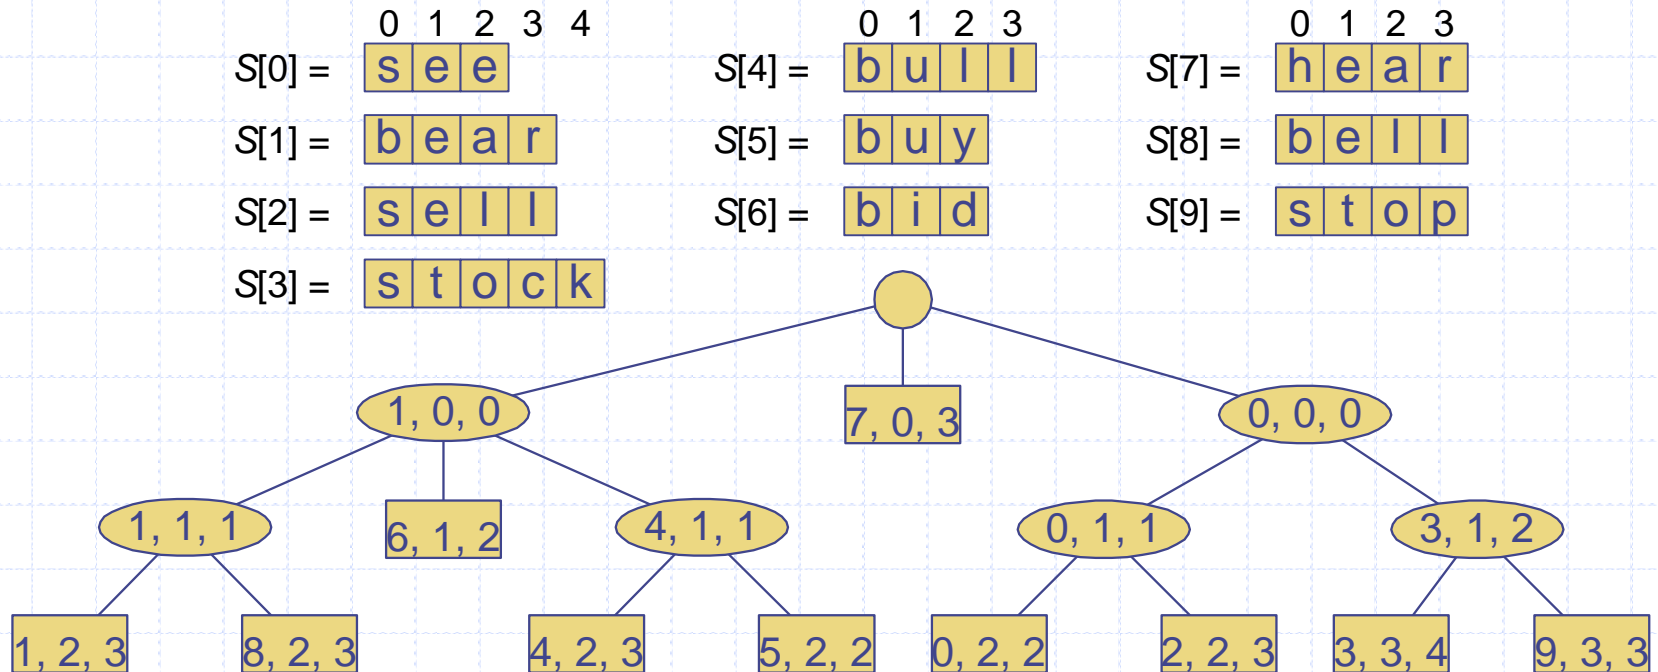 0 1 2 3 4 0 1 2 3 0 1 2 3
S[0] = s e e S[4] = b u l l S[7] = h e a r
S[1] = b e a r S[5] = b u y S[8] = b e l l
S[2] = s e l l S[6] = b i d S[9] = s t o p
S[3] = s t o c k
1, 0, 0 7, 0, 3 0, 0, 0
1, 1, 1 6, 1, 2 4, 1, 1 0, 1, 1 3, 1, 2
1, 2, 3 8, 2, 3 4, 2, 3 5, 2, 2 0, 2, 2 2, 2, 3 3, 3, 4 9, 3, 3